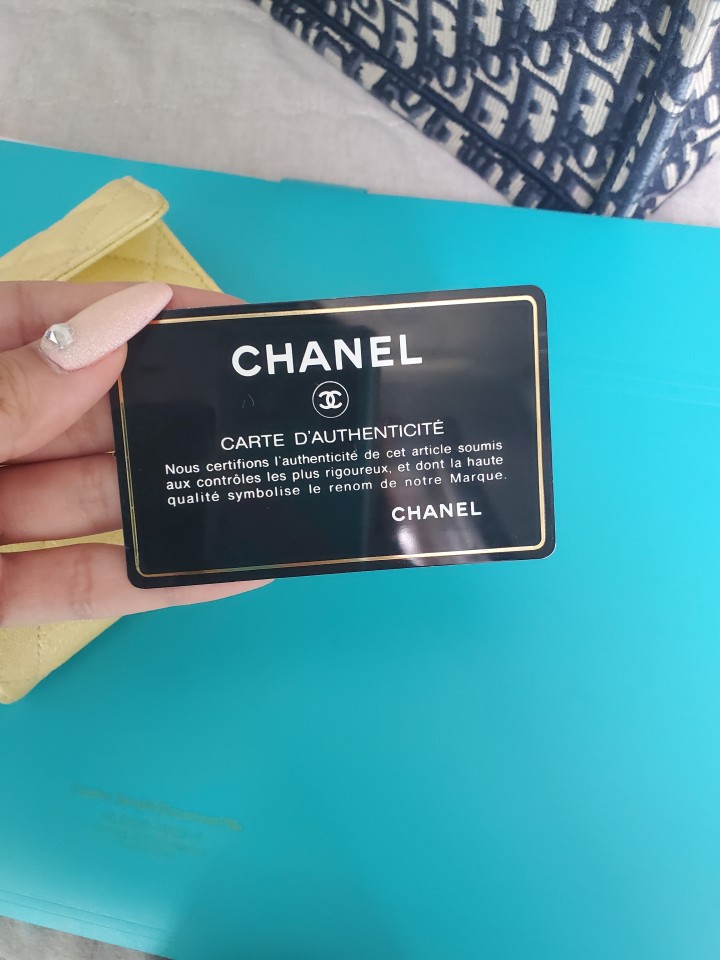 CHANEL
CARTE D'AUTHENTICITÉ
Nous certifions l'authenticité de cet article soumis
aux contrôles les plus rigoureux, et dont la haute
qualité symbolise le renom de notre Marque.
CHANEL